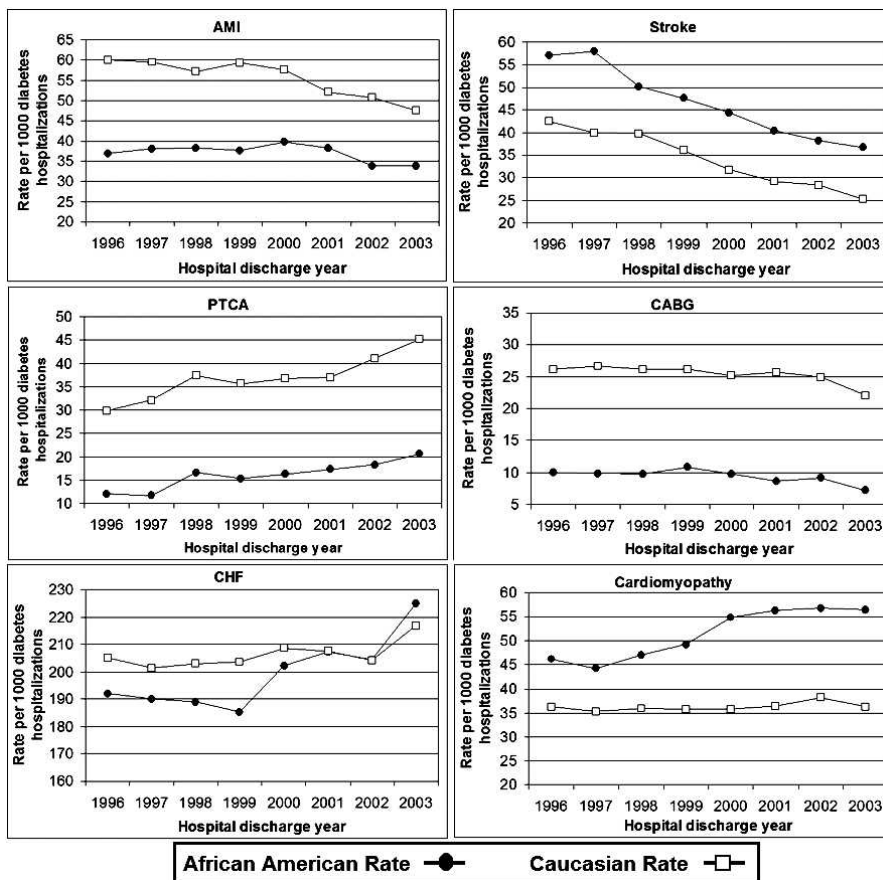 AMI
Rate per 1000 diabetes
hospitalizations
65
60
55
50
45
40
35
30
25
20
1996 1997 1998 1999 2000 2001 2002 2003
Hospital discharge year
Stroke
Rate per 1000 diabetes
hospitalizations
60
55
50
45
40
35
30
25
20
1996 1997 1998 1999 2000 2001 2002 2003
Hospital discharge year
PTCA
Rate per 1000 diabetes
hospitalizations
50
45
40
35
30
25
20
15
10
1996 1997 1998 1999 2000 2001 2002 2003
Hospital discharge year
CABG
Rate per 1000 diabetes
hospitalizations
35
30
25
20
15
10
5
1996 1997 1998 1999 2000 2001 2002 2003
Hospital discharge year
CHF
Rate per 1000 diabetes
hospitalizations
230
220
210
200
190
180
170
160
1996 1997 1998 1999 2000 2001 2002 2003
Hospital discharge year
Cardiomyopathy
Rate per 1000 diabetes
hospitalizations
60
55
50
45
40
35
30
25
20
1996 1997 1998 1999 2000 2001 2002 2003
Hospital discharge year
African American Rate Caucasian Rate